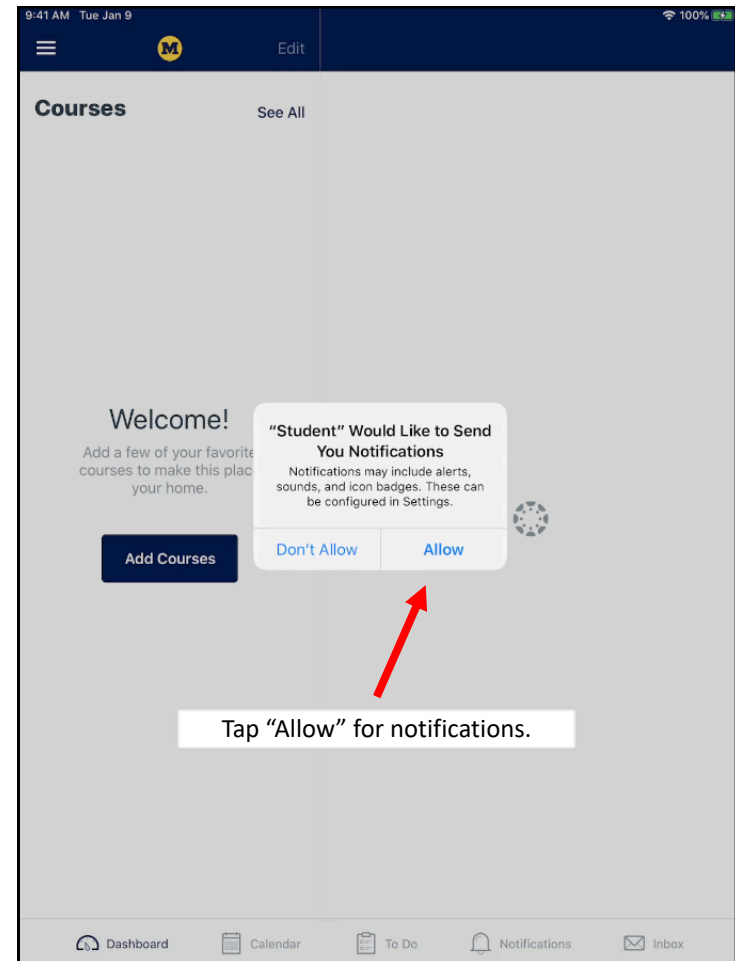 9:41 AM Tue Jan 9
100%
M
Edit
Courses
See All
Welcome!
Add a few of your favorite
courses to make this plac
your home.
Add Courses
“Student” Would Like to Send
You Notifications
Notifications may include alerts,
sounds, and icon badges. These can
be configured in Settings.
Don't Allow
Allow
Tap “Allow” for notifications.
Dashboard
Calendar
To Do
Notifications
Inbox